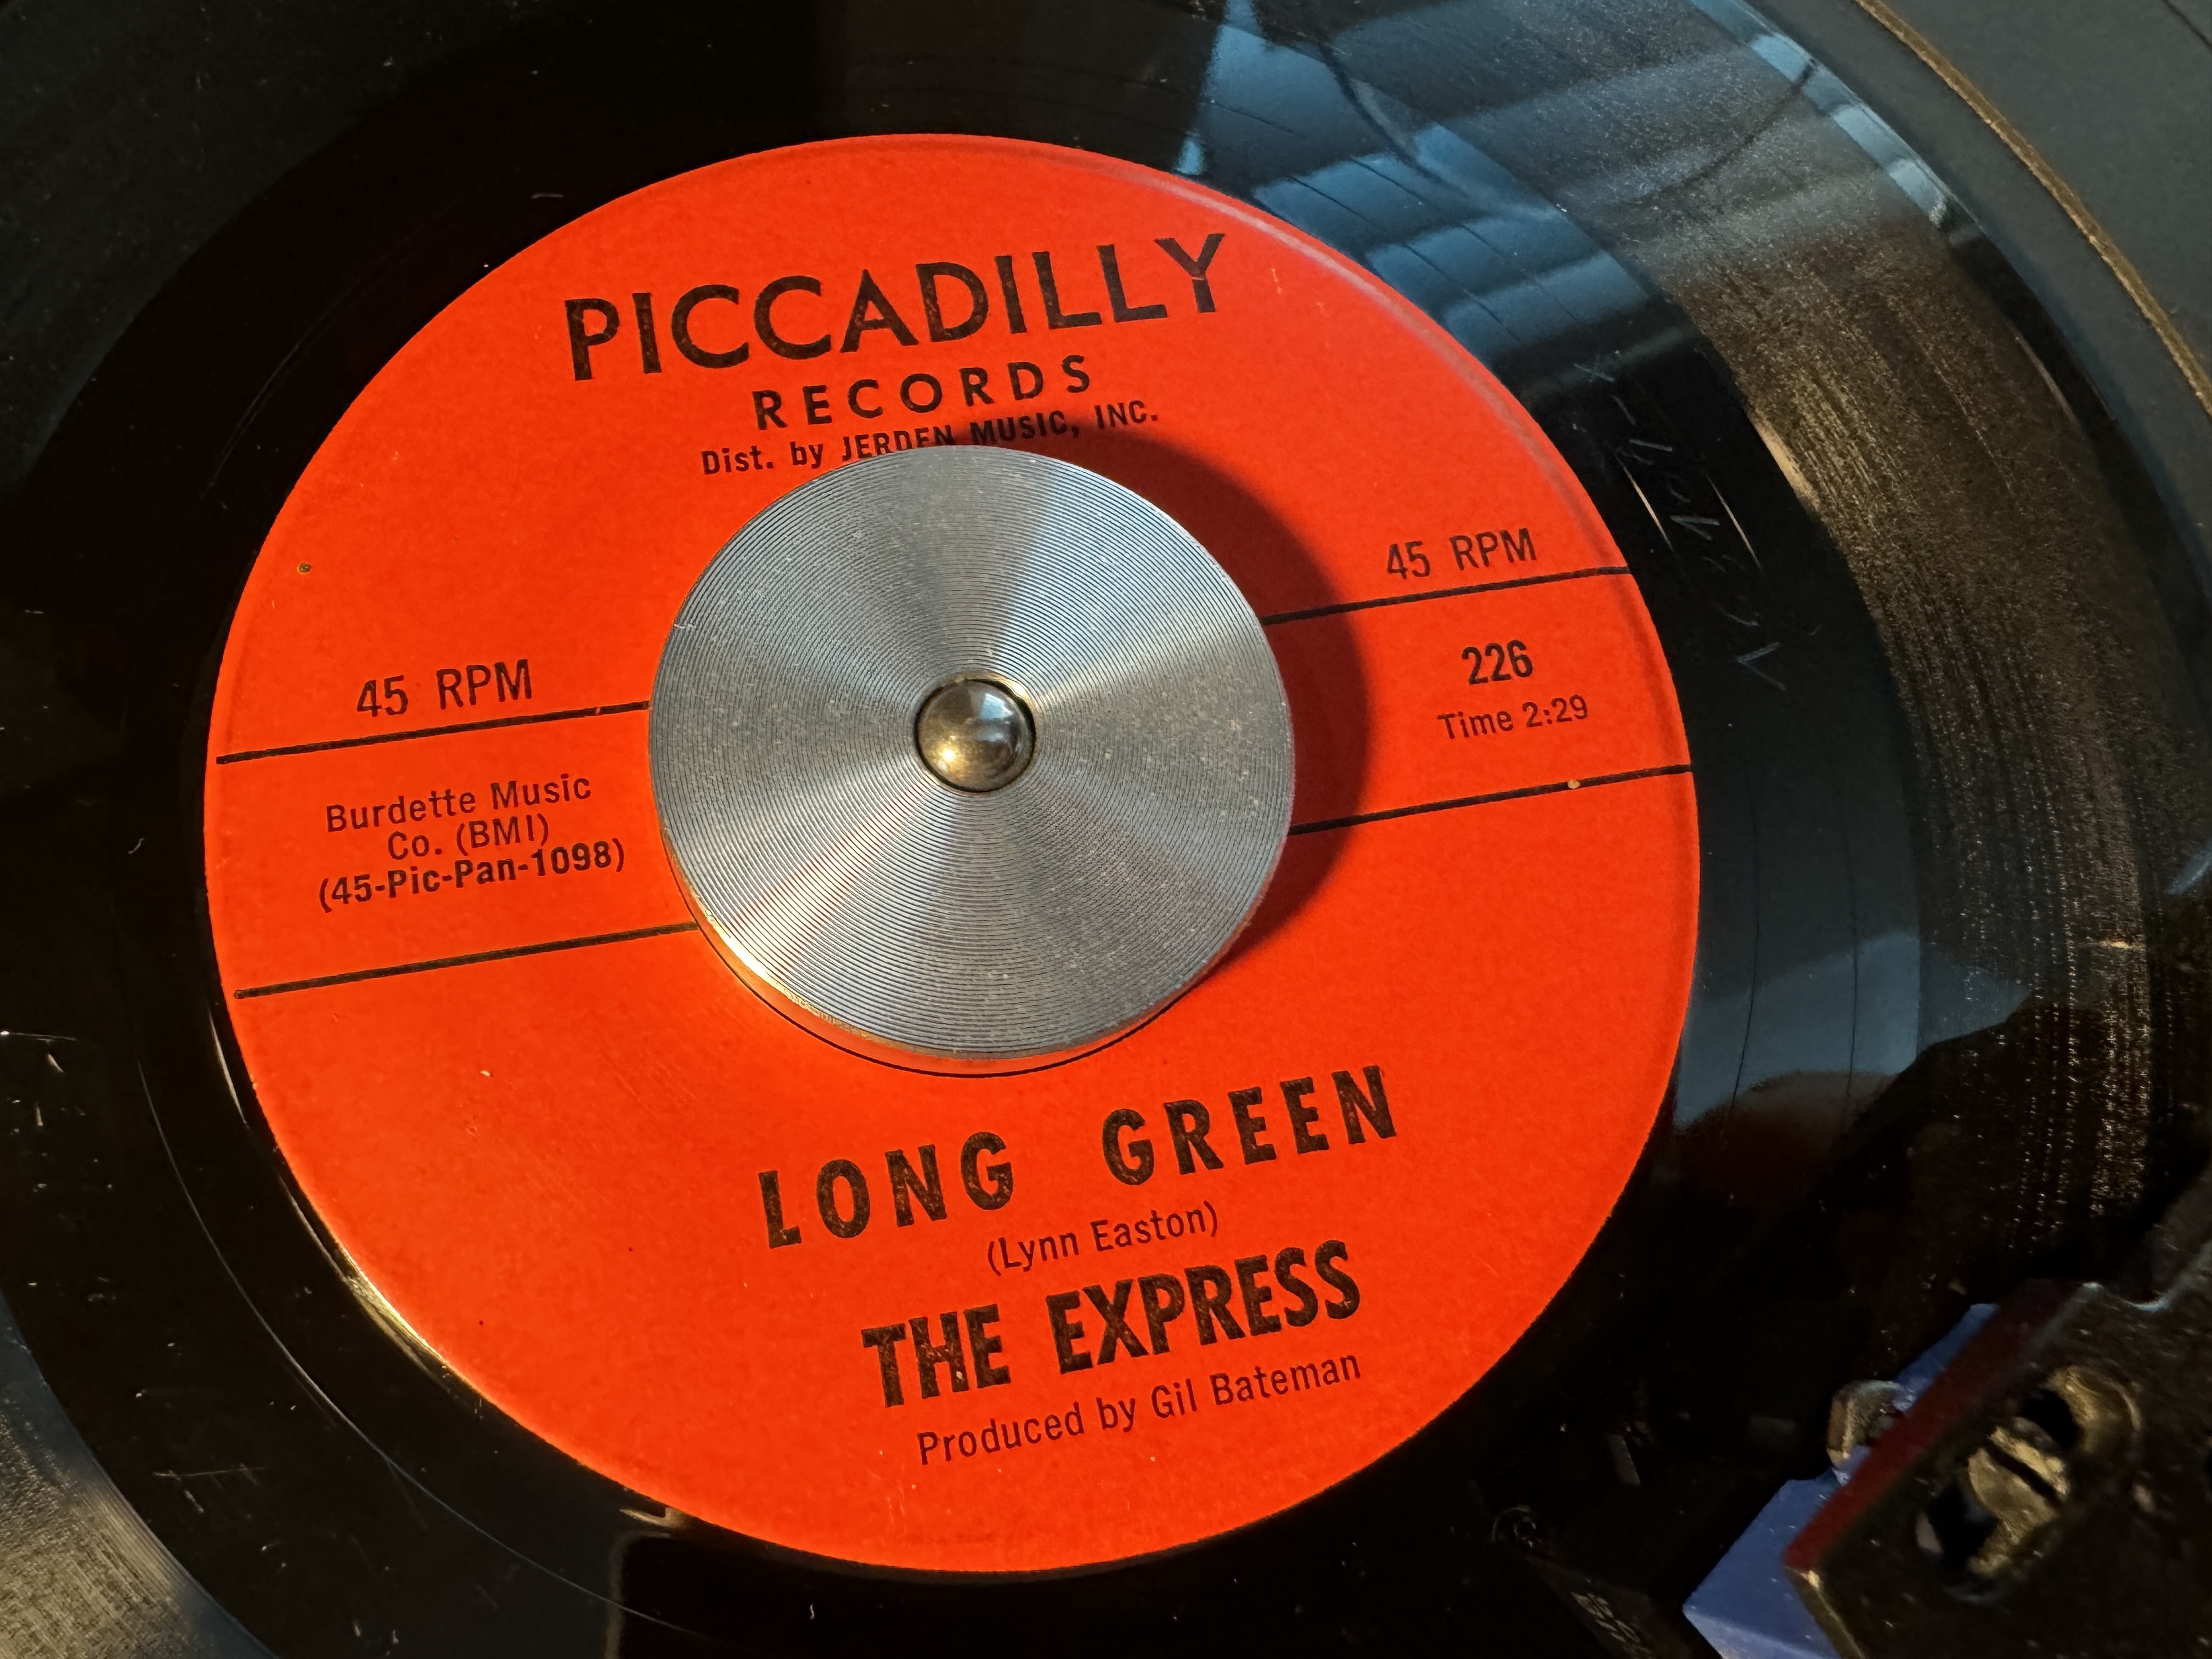 PICCADILLY
RECORDS
Dist. by JERDEN MUSIC, INC.
45 RPM
45 RPM
Burdette Music
Co. (BMI)
(45-Pic-Pan-1098)
226
Time 2:29
LONG GREEN
(Lynn Easton)
THE EXPRESS
Produced by Gil Bateman